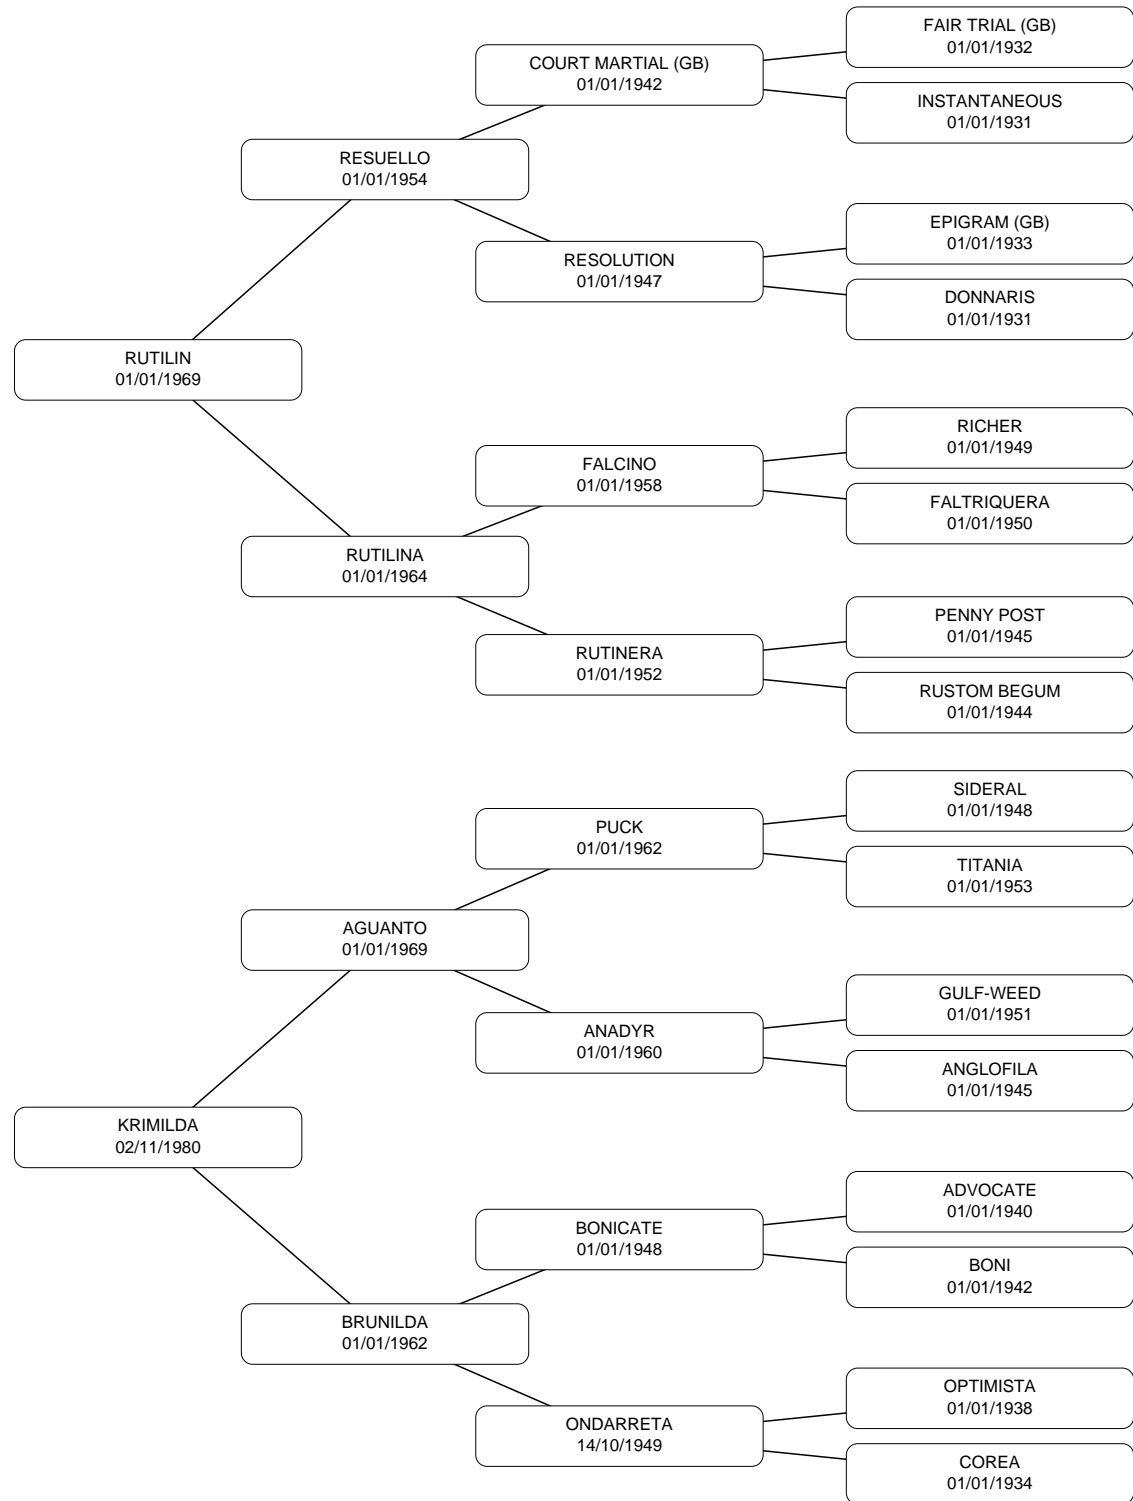 FAIR TRIAL (GB)
01/01/1932
COURT MARTIAL (GB)
01/01/1942
INSTANTANEOUS
01/01/1931
RESUELLO
01/01/1954
EPIGRAM (GB)
01/01/1933
RESOLUTION
01/01/1947
DONNARIS
01/01/1931
RUTILIN
01/01/1969
RICHER
01/01/1949
FALCINO
01/01/1958
FALTRIQUERA
01/01/1950
RUTILINA
01/01/1964
PENNY POST
01/01/1945
RUTINERA
01/01/1952
RUSTOM BEGUM
01/01/1944
SIDERAL
01/01/1948
PUCK
01/01/1962
TITANIA
01/01/1953
AGUANTO
01/01/1969
GULF-WEED
01/01/1951
ANADYR
01/01/1960
ANGLOFILA
01/01/1945
KRIMILDA
02/11/1980
ADVOCATE
01/01/1940
BONICATE
01/01/1948
BONI
01/01/1942
BRUNILDA
01/01/1962
OPTIMISTA
01/01/1938
ONDARRETA
14/10/1949
COREA
01/01/1934